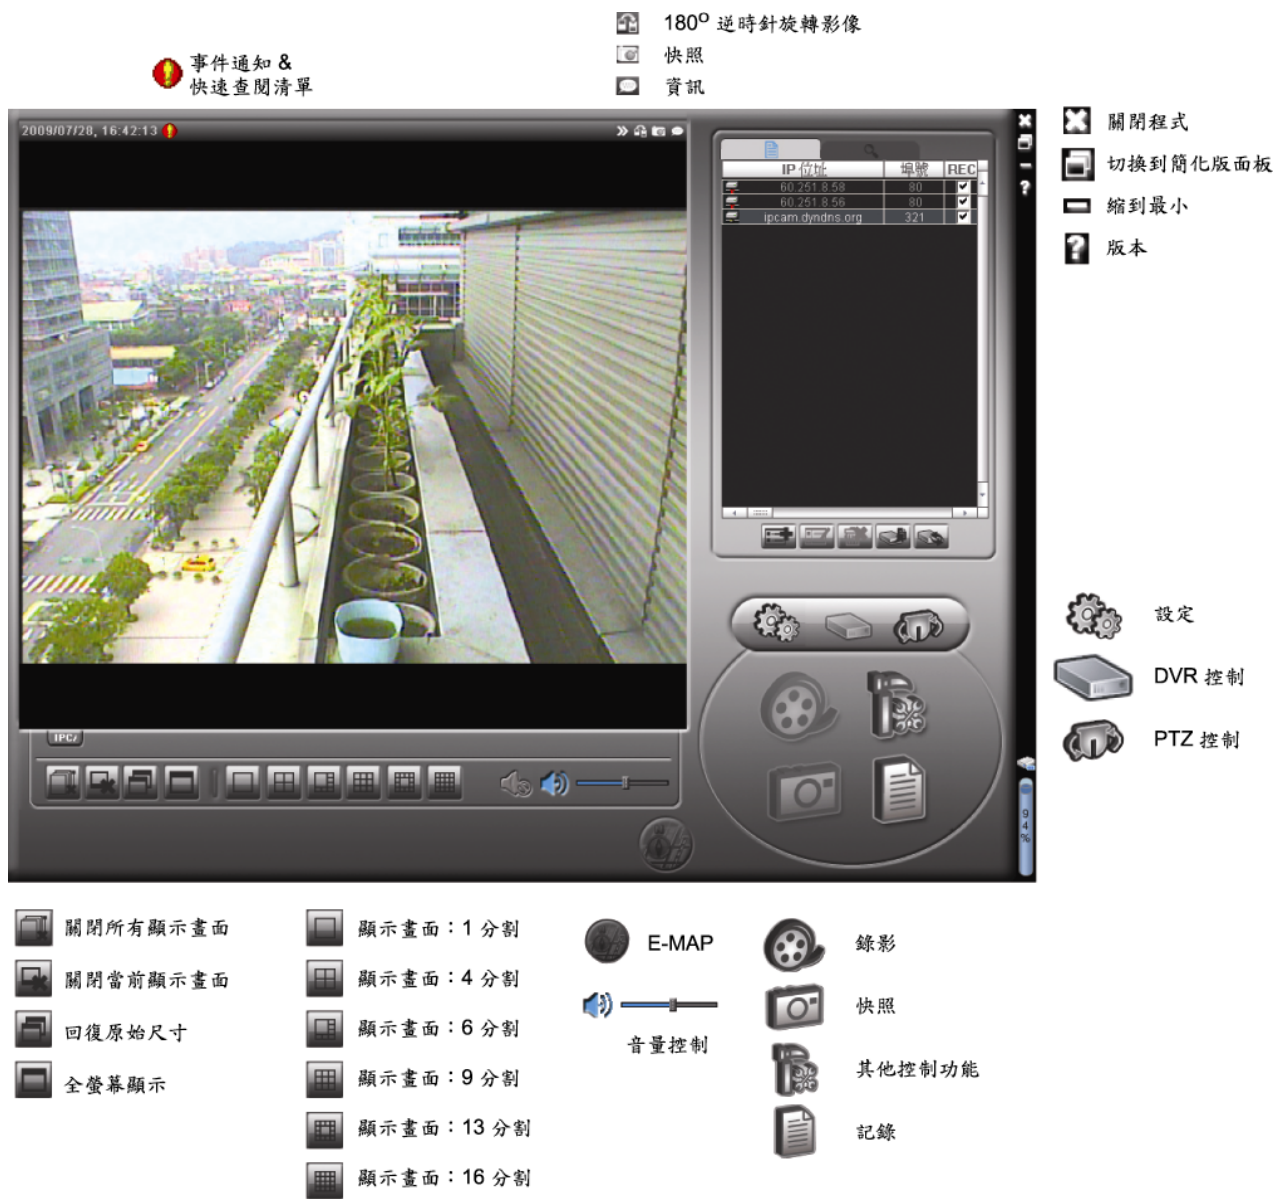 180° 逆時針旋轉影像
快照
資訊
事件通知 &
快速查閱清單
2009/07/28, 16:42:13
關閉程式
切換到簡化版面板
縮到最小
版本
IP 位址 埠號 REC
60.251.8.58 80
60.251.8.56 80
ipcam.dyndns.org 321
設定
DVR 控制
PTZ 控制
94%
關閉所有顯示畫面
關閉當前顯示畫面
回復原始尺寸
全螢幕顯示
顯示畫面：1 分割
顯示畫面：4 分割
顯示畫面：6 分割
顯示畫面：9 分割
顯示畫面：13 分割
顯示畫面：16 分割
E-MAP
音量控制
錄影
快照
其他控制功能
記錄